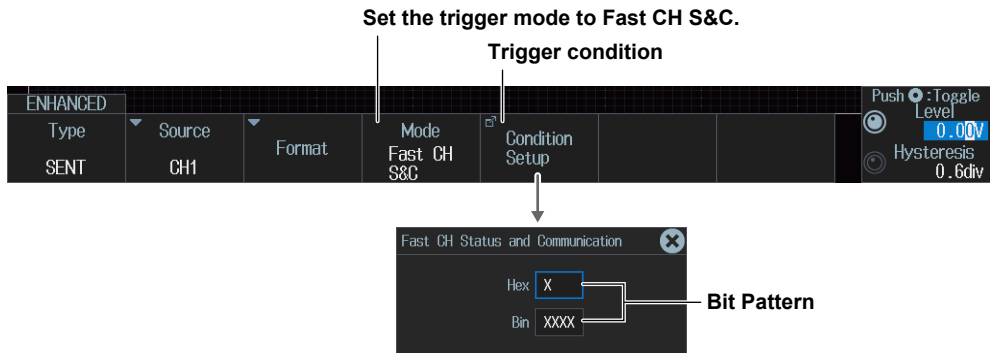 Set the trigger mode to Fast CH S&C.
Trigger condition
ENHANCED
Type
SENT
Source
CH1
Format
Mode
Fast CH
S&C
Condition
Setup
Push :Toggle
Level
0.00V
Hysteresis
0.6div
Fast CH Status and Communication
Hex X
Bin XXXX
Bit Pattern